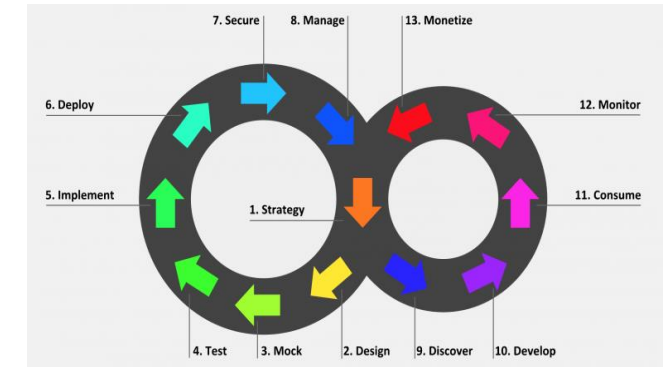 7. Secure
8. Manage
13. Monetize
6. Deploy
12. Monitor
5. Implement
1. Strategy
11. Consume
4. Test
3. Mock
2. Design
9. Discover
10. Develop